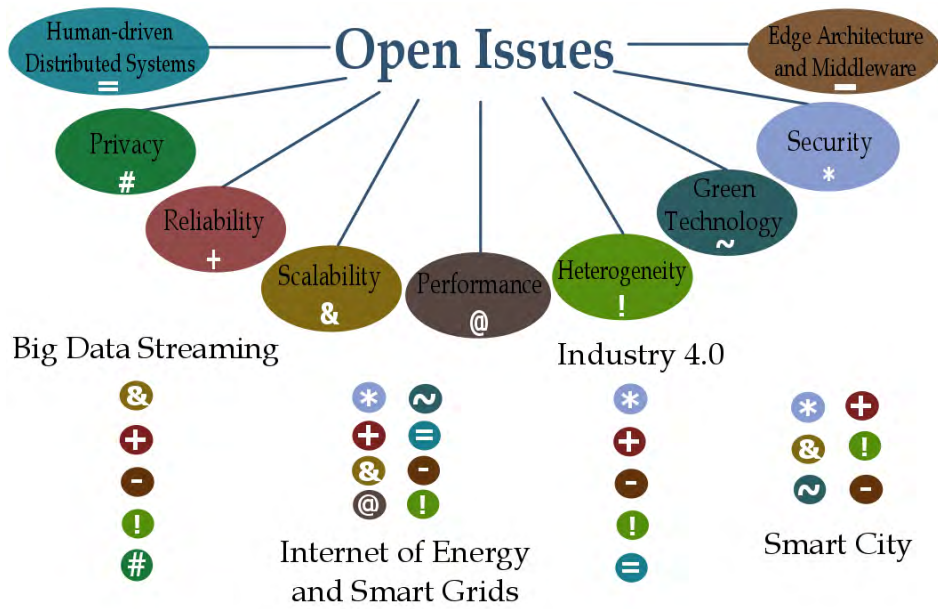 Open Issues
Human-driven
Distributed Systems
=
Privacy
#
Reliability
+
Scalability
&
Performance
@
Heterogeneity
!
Green
Technology
~
Security
*
Edge Architecture
and Middleware
-
Big Data Streaming
&
+
-
!
#
* ~
+ =
& -
@ !
Internet of Energy
and Smart Grids
Industry 4.0
*
+
-
!
=
* +
& !
~ -
Smart City